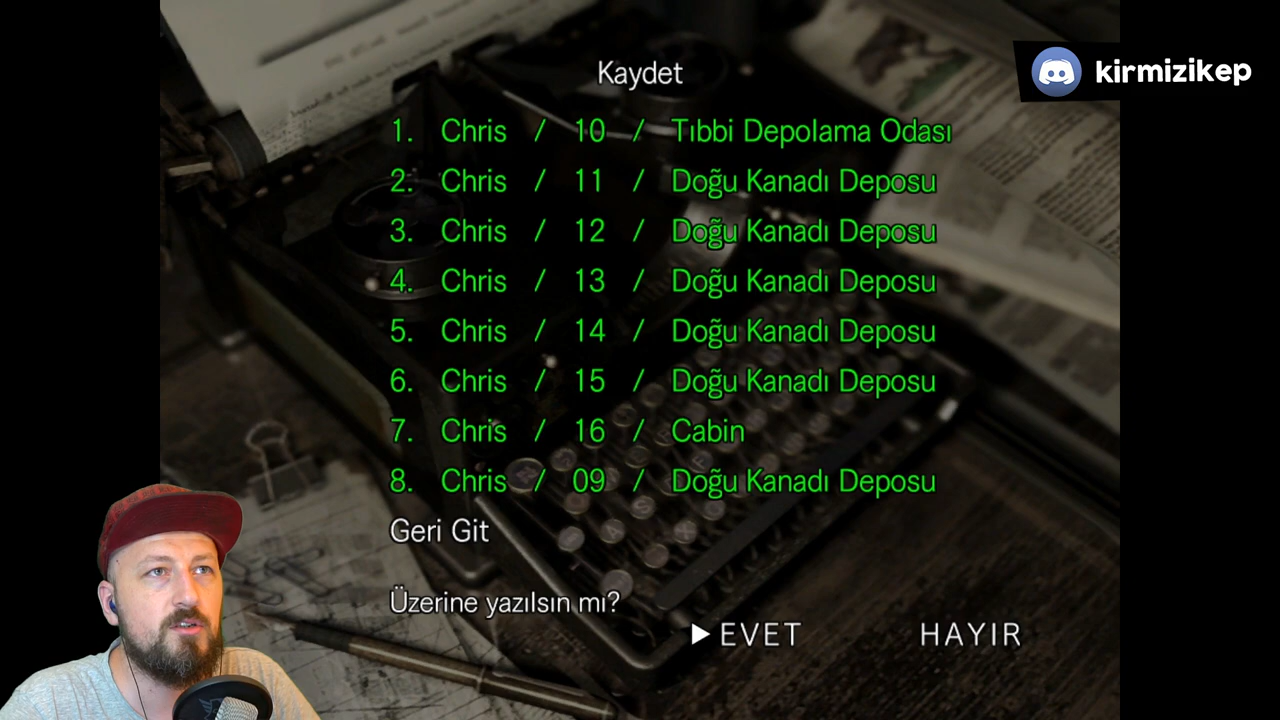 Kaydet
kirmizikep
1. Chris / 10 / Tıbbi Depolama Odası
2. Chris / 11 / Doğu Kanadı Deposu
3. Chris / 12 / Doğu Kanadı Deposu
4. Chris / 13 / Doğu Kanadı Deposu
5. Chris / 14 / Doğu Kanadı Deposu
6. Chris / 15 / Doğu Kanadı Deposu
7. Chris / 16 / Cabin
8. Chris / 09 / Doğu Kanadı Deposu
Geri Git
Üzerine yazılsın mı?
▶EVET HAYIR